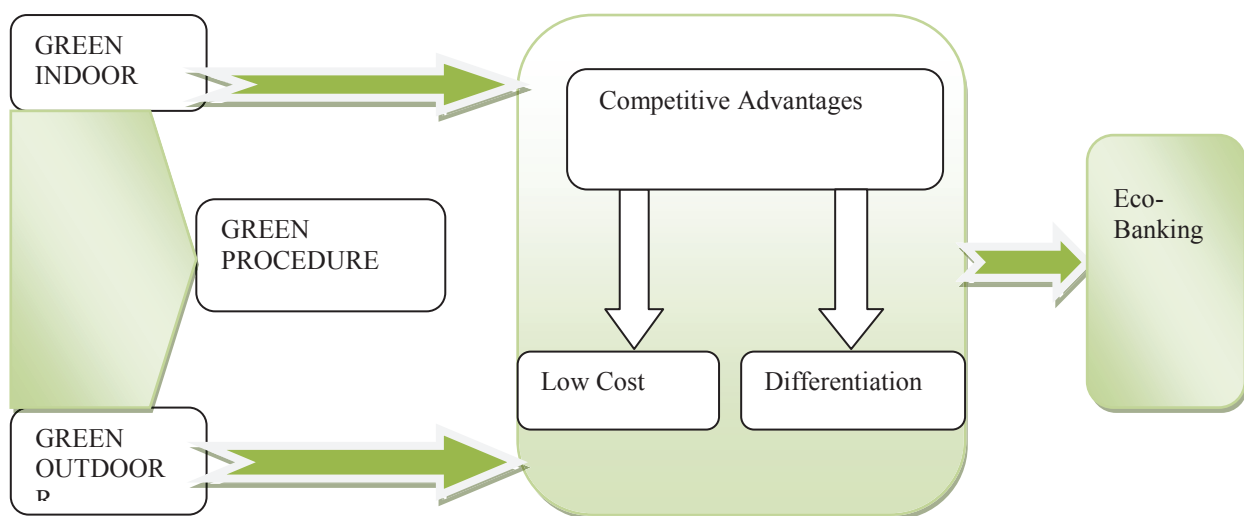 GREEN
INDOOR
Competitive Advantages
GREEN
PROCEDURE
Eco-
Banking
Low Cost
Differentiation
GREEN
OUTDOOR
R